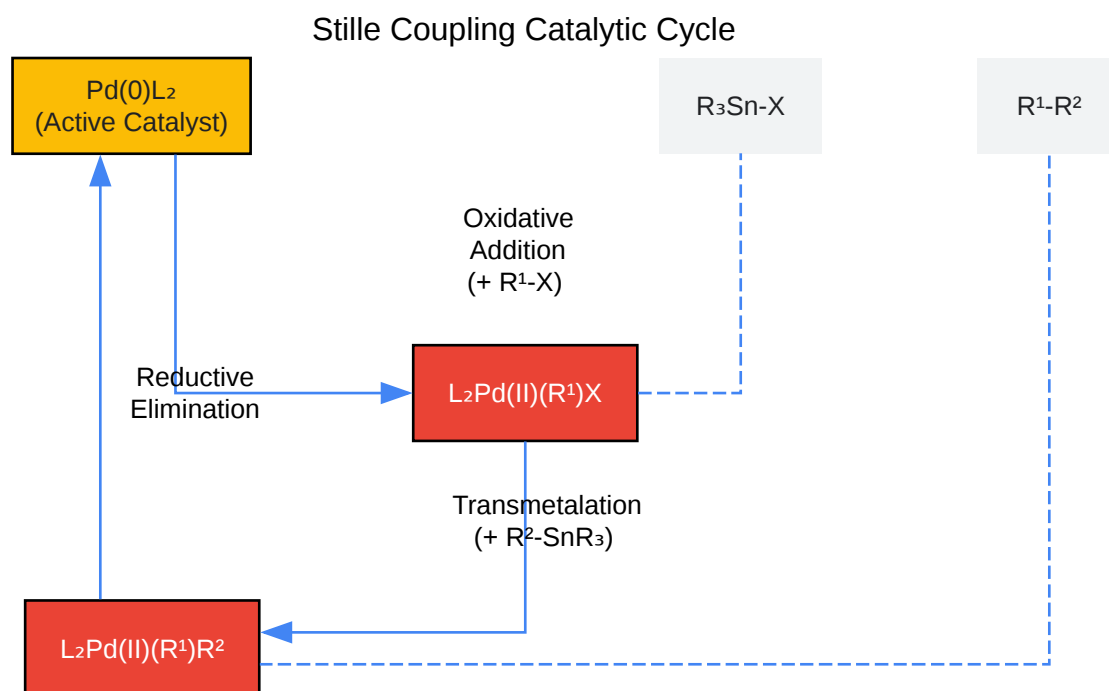 Stille Coupling Catalytic Cycle
Pd(0)L₂
(Active Catalyst)
R₃Sn-X
R¹-R²
Oxidative
Addition
(+ R¹-X)
Reductive
Elimination
L₂Pd(II)(R¹)X
Transmetalation
(+ R²-SnR₃)
L₂Pd(II)(R¹)R²